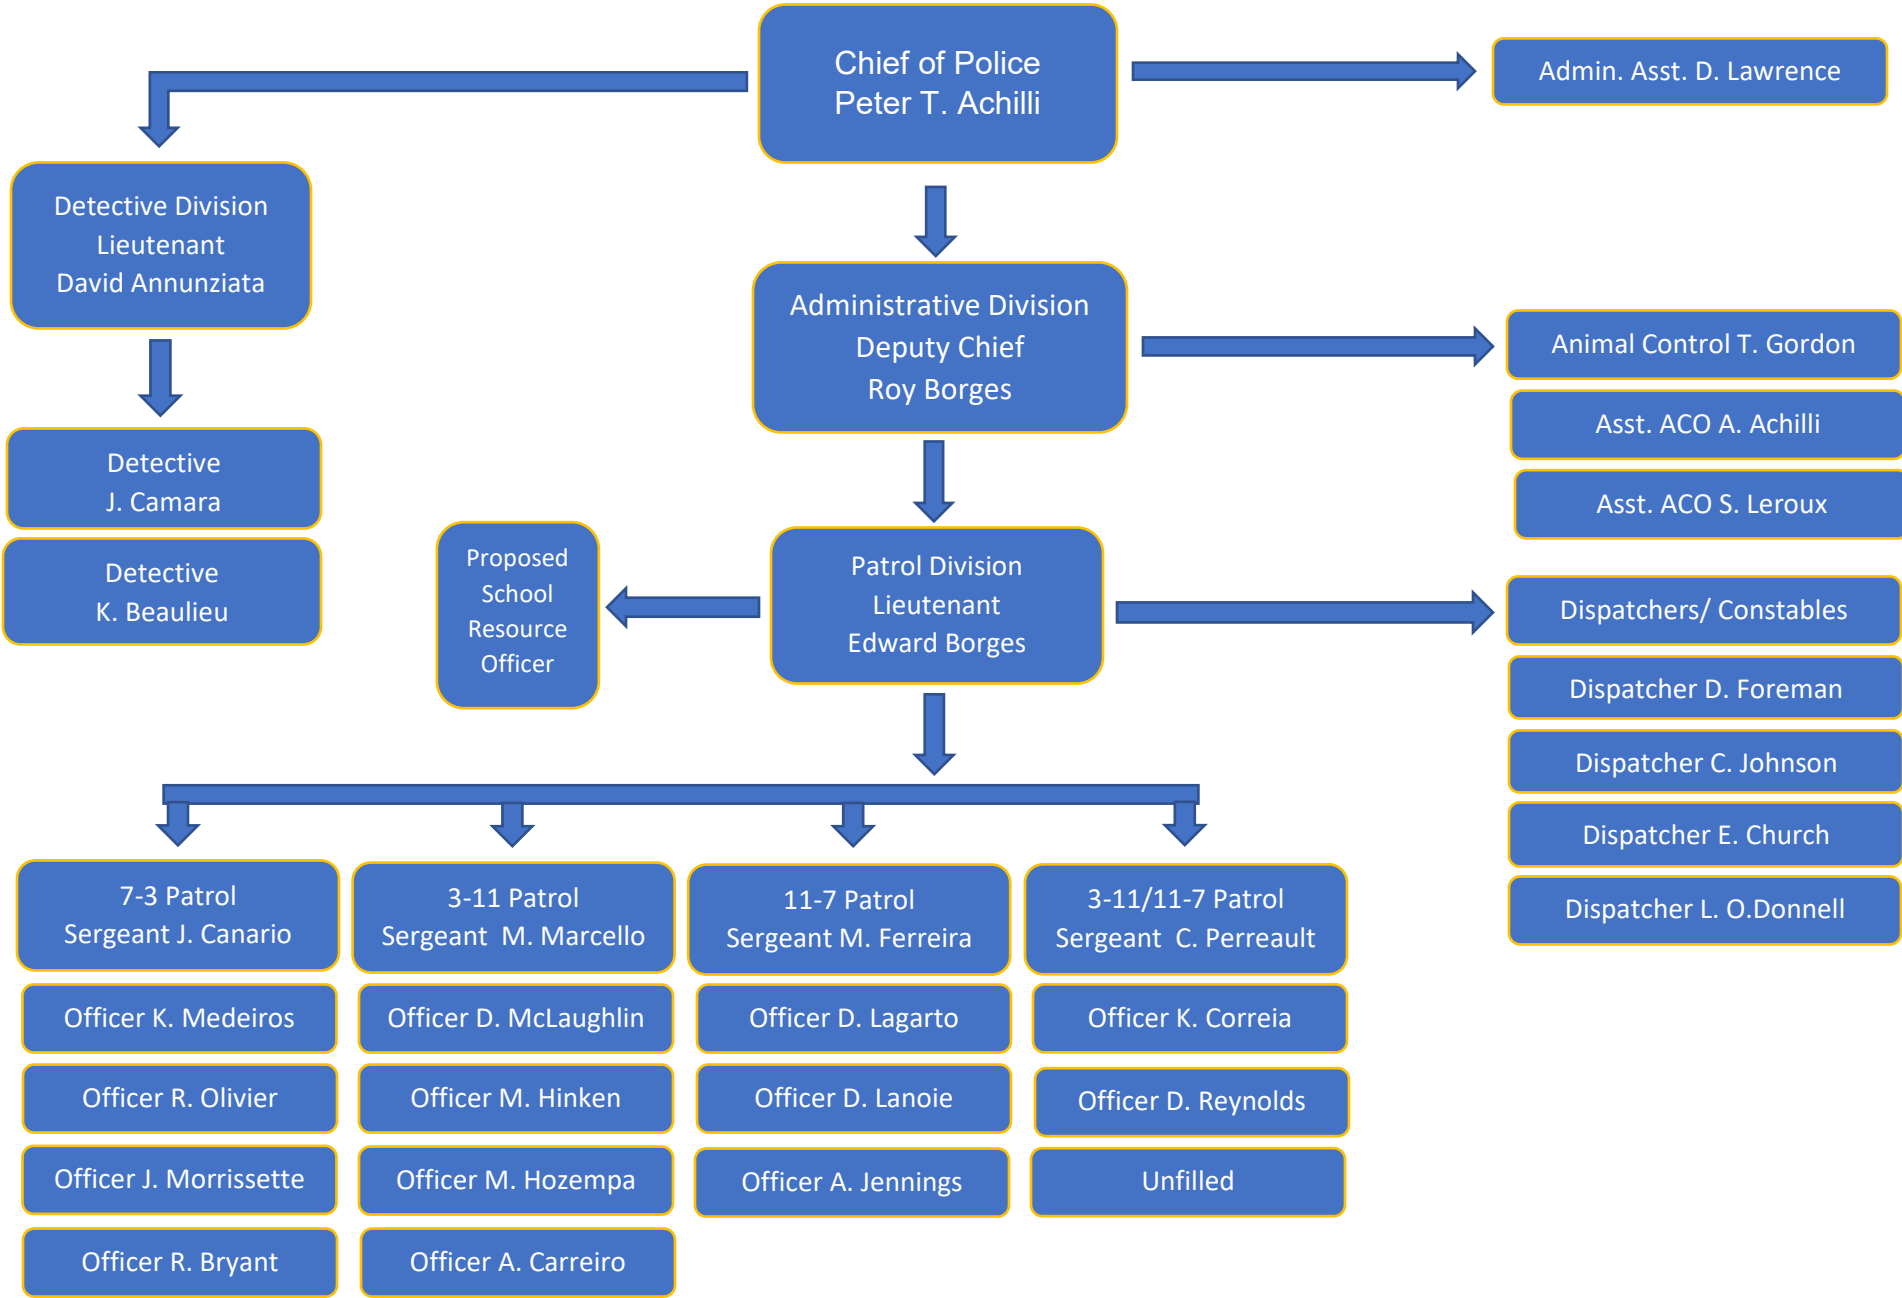 Chief of Police
Peter T. Achilli
Admin. Asst. D. Lawrence
Detective Division
Lieutenant
David Annunziata
Administrative Division
Deputy Chief
Roy Borges
Animal Control T. Gordon
Asst. ACO A. Achilli
Asst. ACO S. Leroux
Detective
J. Camara
Detective
K. Beaulieu
Proposed
School
Resource
Officer
Patrol Division
Lieutenant
Edward Borges
Dispatchers/ Constables
Dispatcher D. Foreman
Dispatcher C. Johnson
Dispatcher E. Church
Dispatcher L. O.Donnell
7-3 Patrol
Sergeant J. Canario
Officer K. Medeiros
Officer R. Olivier
Officer J. Morrissette
Officer R. Bryant
3-11 Patrol
Sergeant  M. Marcello
Officer D. McLaughlin
Officer M. Hinken
Officer M. Hozempa
Officer A. Carreiro
11-7 Patrol
Sergeant M. Ferreira
Officer D. Lagarto
Officer D. Lanoie
Officer A. Jennings
3-11/11-7 Patrol
Sergeant  C. Perreault
Officer K. Correia
Officer D. Reynolds
Unfilled